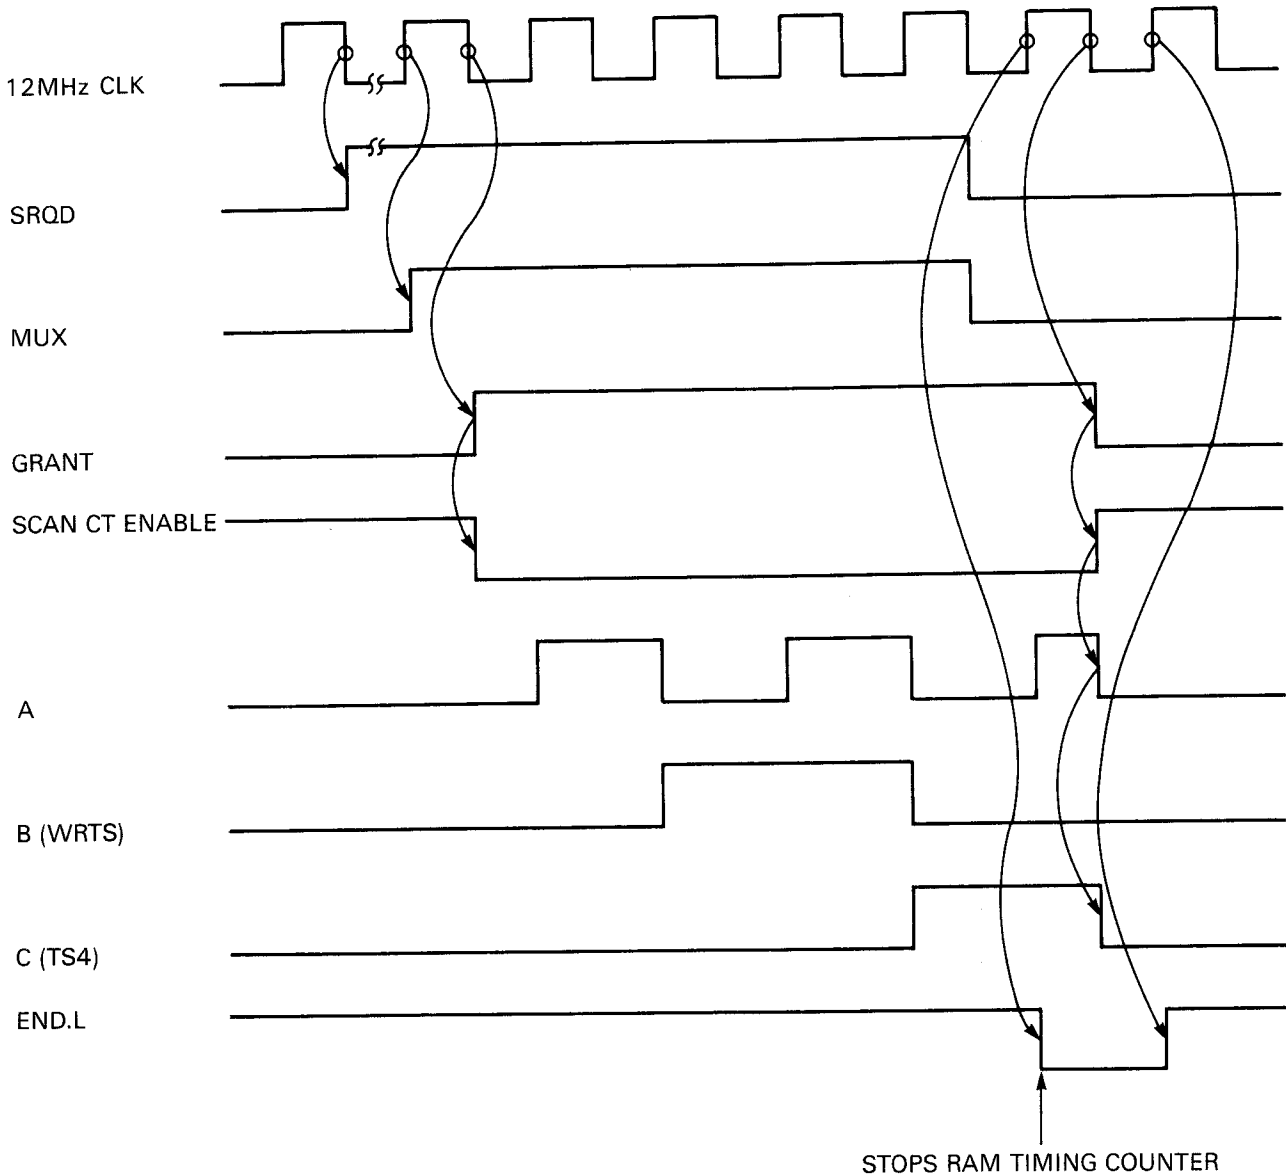 12MHz CLK
SRQD
MUX
GRANT
SCAN CT ENABLE
A
B (WRTS)
C (TS4)
END.L
STOPS RAM TIMING COUNTER